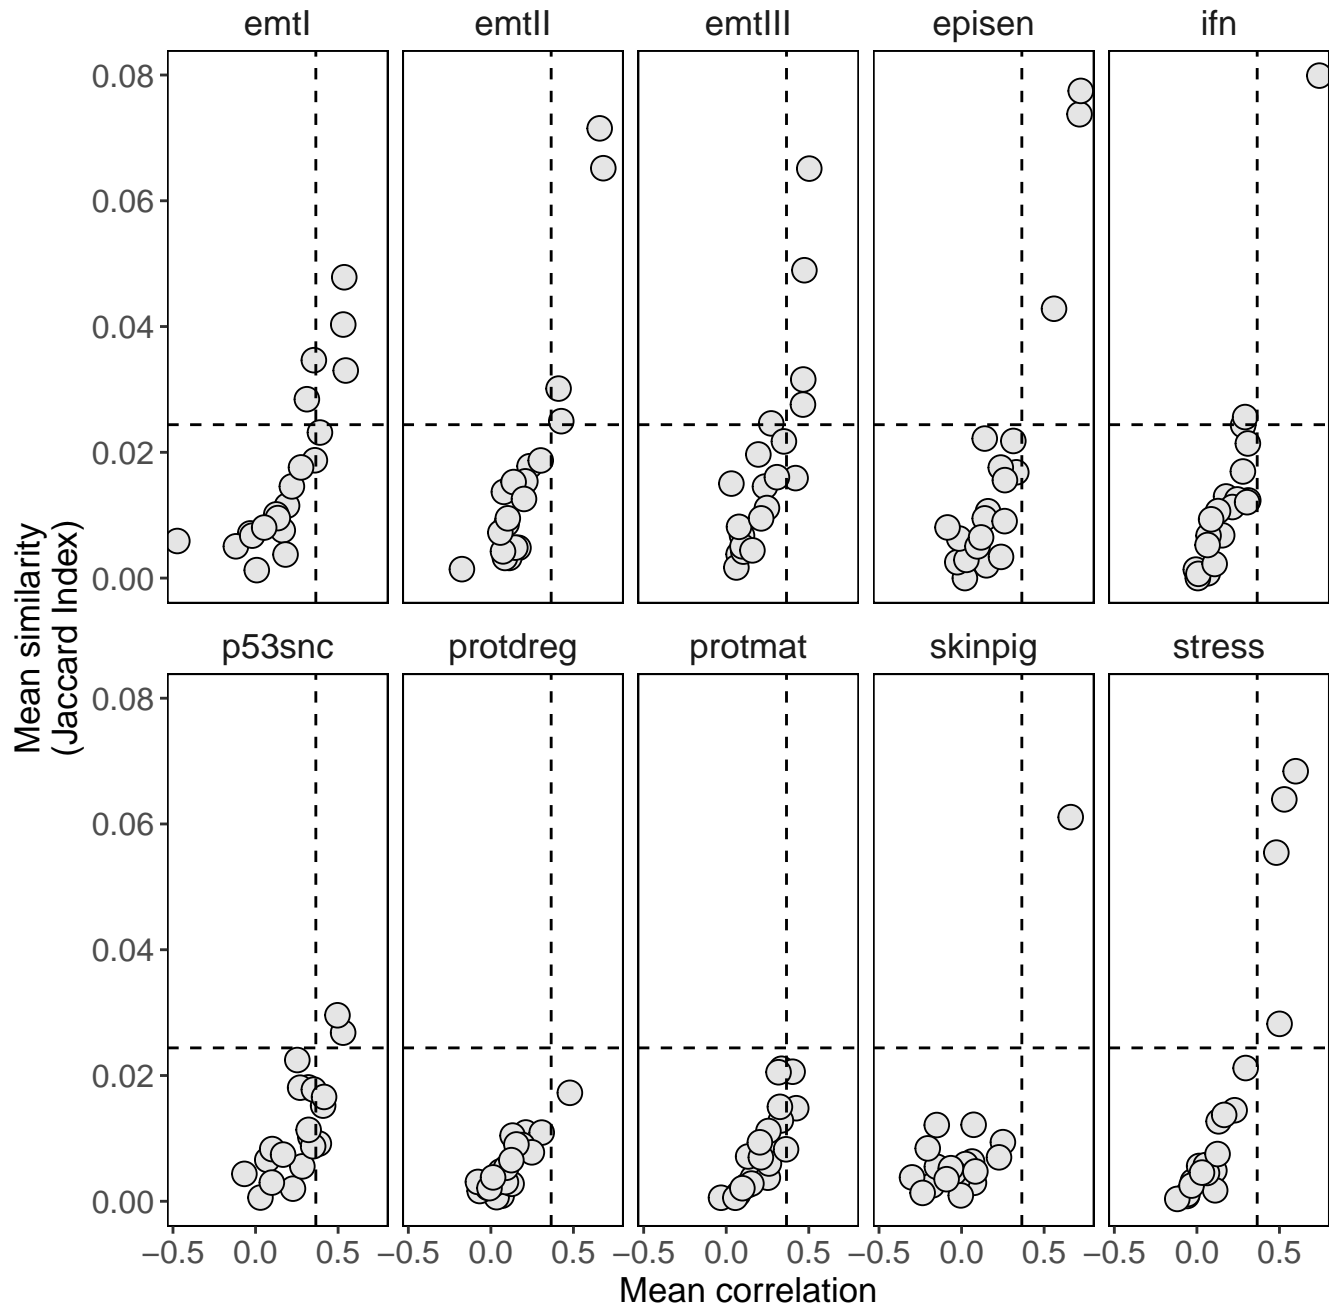 emtI emtII emtIII episen ifn
0.08
0.06
0.04
0.02
0.00
Mean similarity
(Jaccard Index)
p53snc protdreg protmat skinpig stress
0.08
0.06
0.04
0.02
0.00
−0.5 0.0 0.5 −0.5 0.0 0.5 −0.5 0.0 0.5 −0.5 0.0 0.5 −0.5 0.0 0.5
Mean correlation